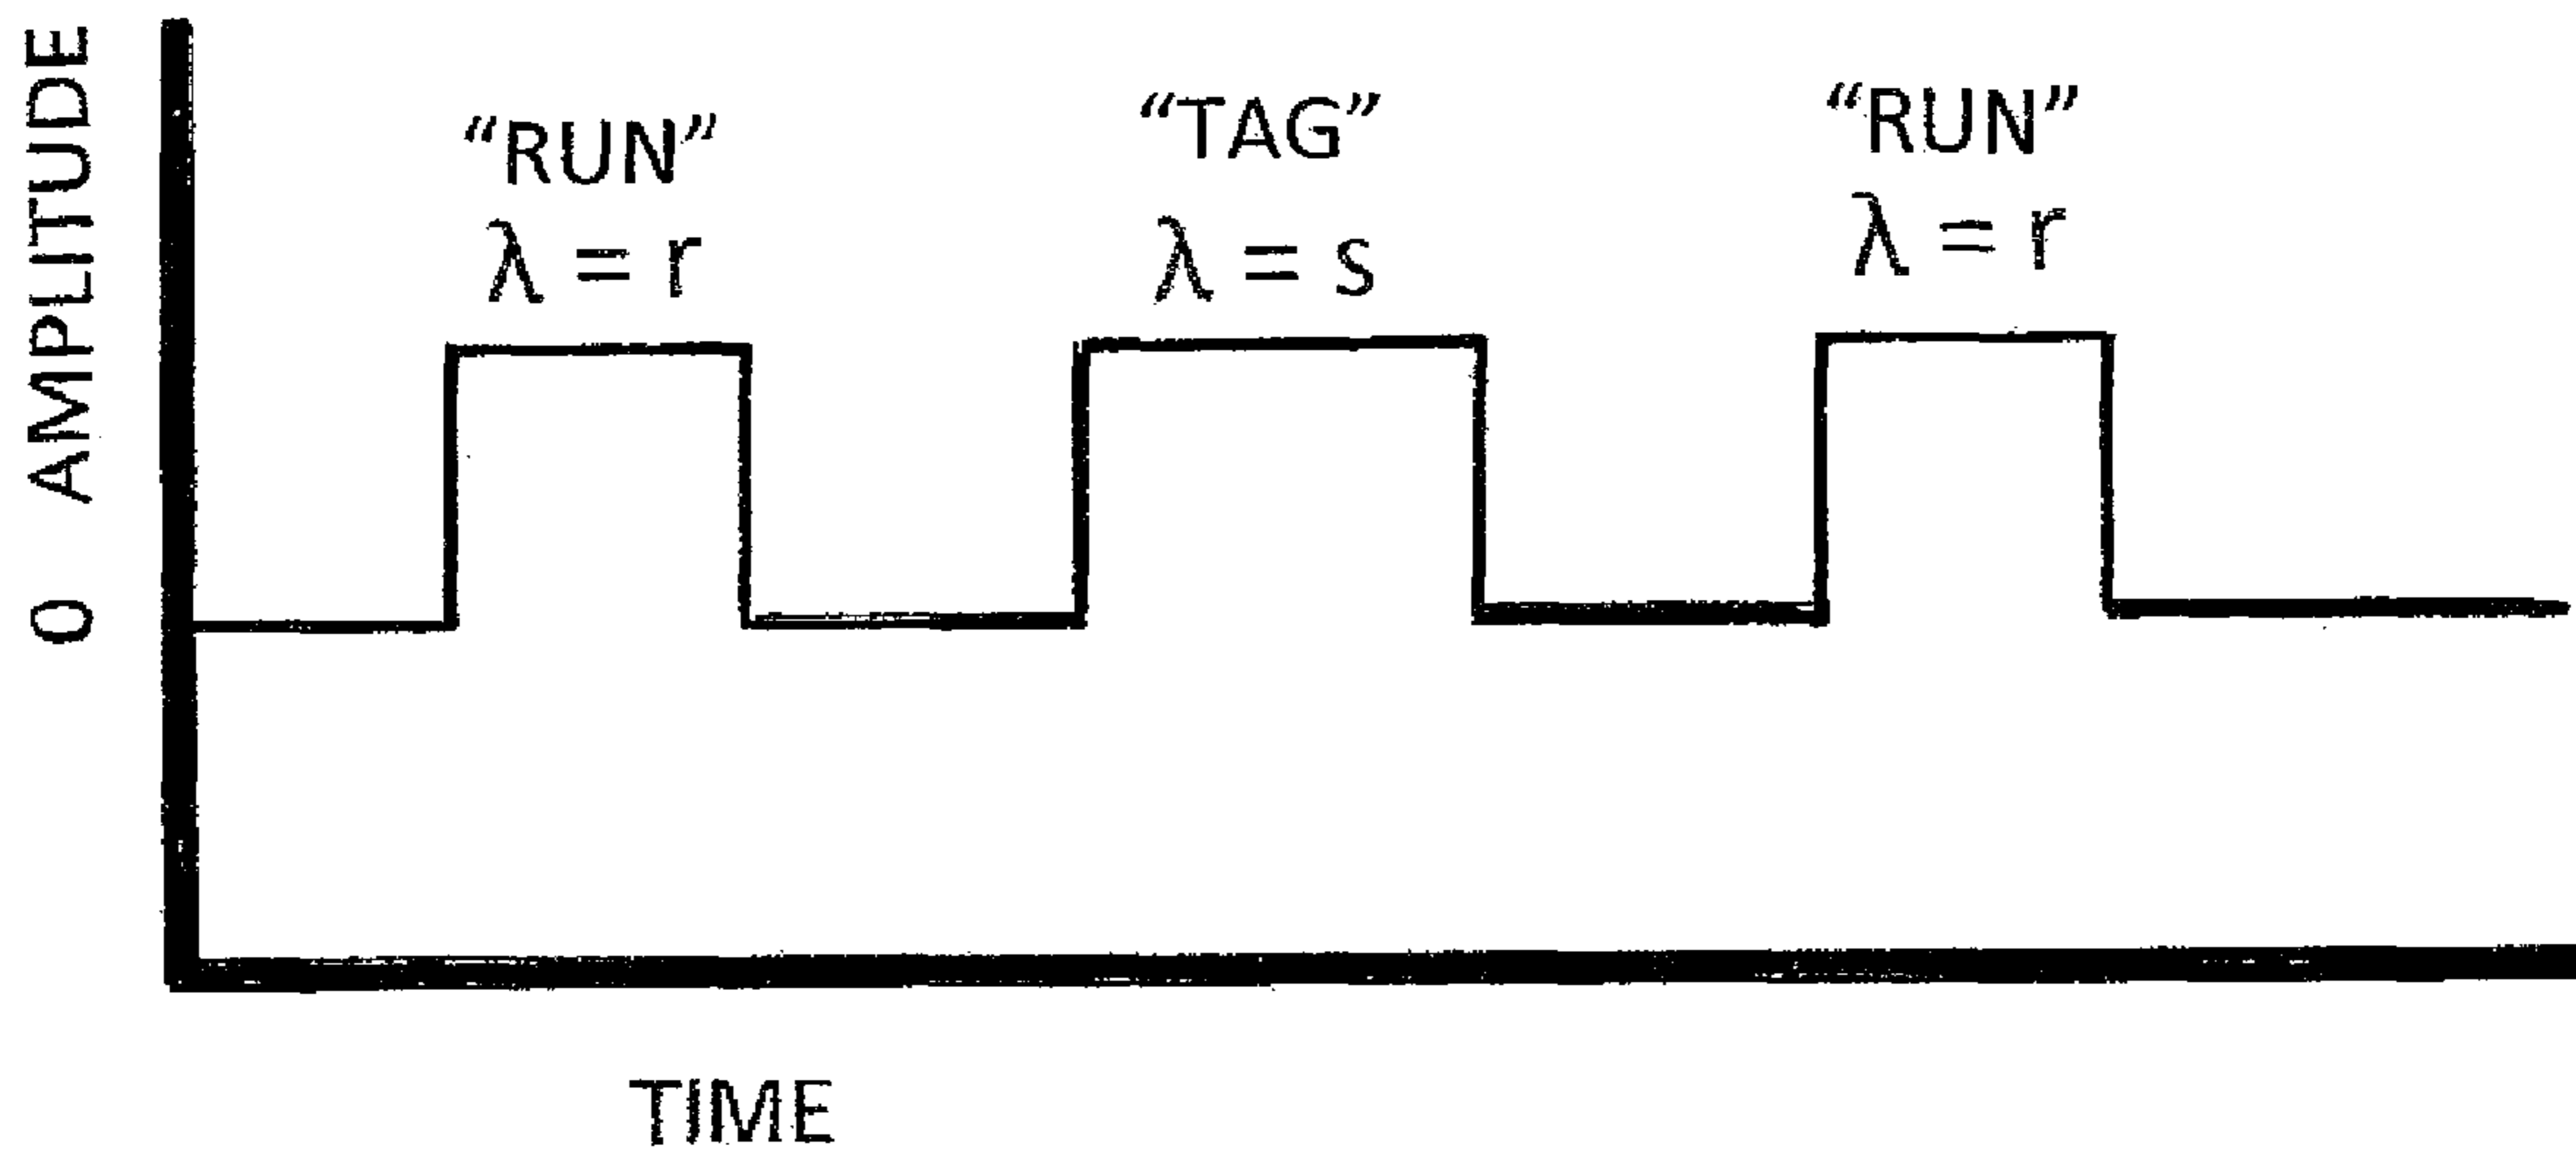 0 AMPLITUDE
“RUN”
λ = r
“TAG”
λ = s
“RUN”
λ = r
TIME